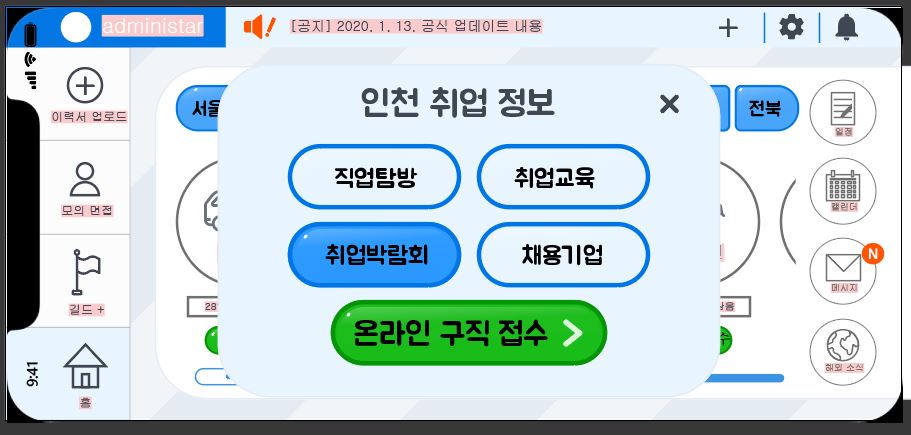 administar
[공지] 2020. 1. 13. 공식 업데이트 내용
이력서 업로드
모의 면접
길드 +
홈
9:41
인천 취업 정보
직업탐방
취업교육
취업박람회
채용기업
온라인 구직 접수
서울
전북
28
일정
캘린더
메시지
N
해외 소식